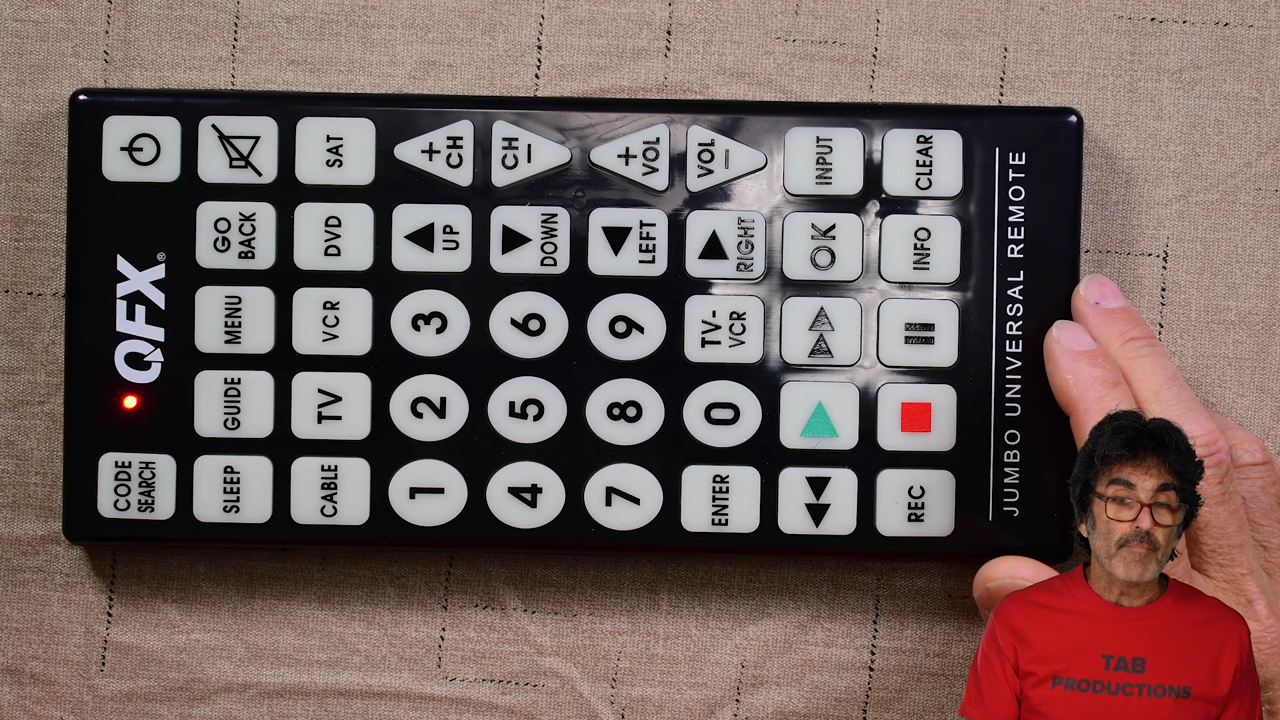 CODE
SEARCH
QFX®
SLEEP
GUIDE
MENU
GO
BACK
CABLE
TV
VCR
DVD
SAT
1
2
3
UP
+
CH
4
5
6
DOWN
CH
−
7
8
9
LEFT
+
VOL
ENTER
0
TV-
VCR
RIGHT
VOL
−
OK
INPUT
REC
INFO
CLEAR
JUMBO UNIVERSAL REMOTE
TAB
PRODUCTIONS